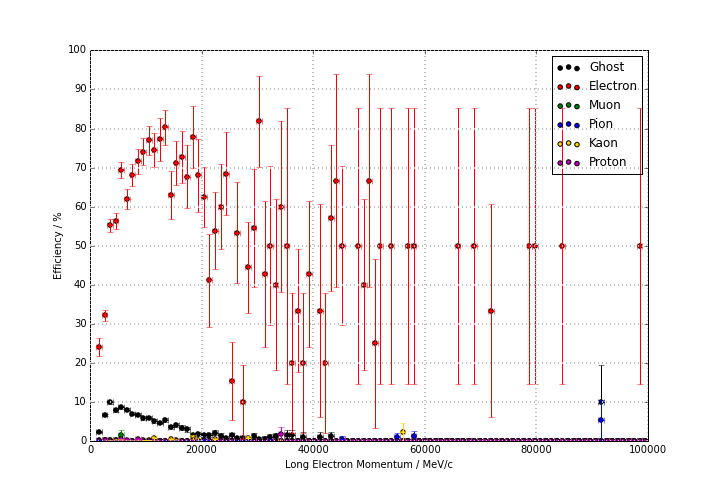 100
90
80
70
60
50
40
30
20
10
0
Efficiency / %
0
20000
40000
60000
80000
100000
Long Electron Momentum / MeV/c
Ghost
Electron
Muon
Pion
Kaon
Proton